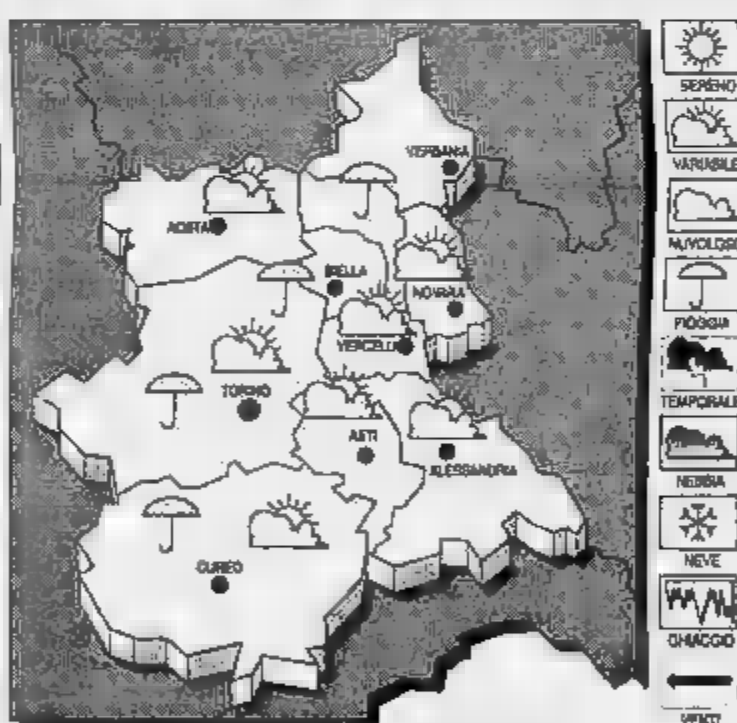 VERBANIA
AOSTA
BIELLA
NOVARA
VERCELLI
TORINO
ASTI
ALESSANDRIA
CUNEO
SERENO
VARIABILE
NUVOLOSO
PIOGGIA
TEMPORALE
NEBBIA
NEVE
GHIACCIO
VENTI